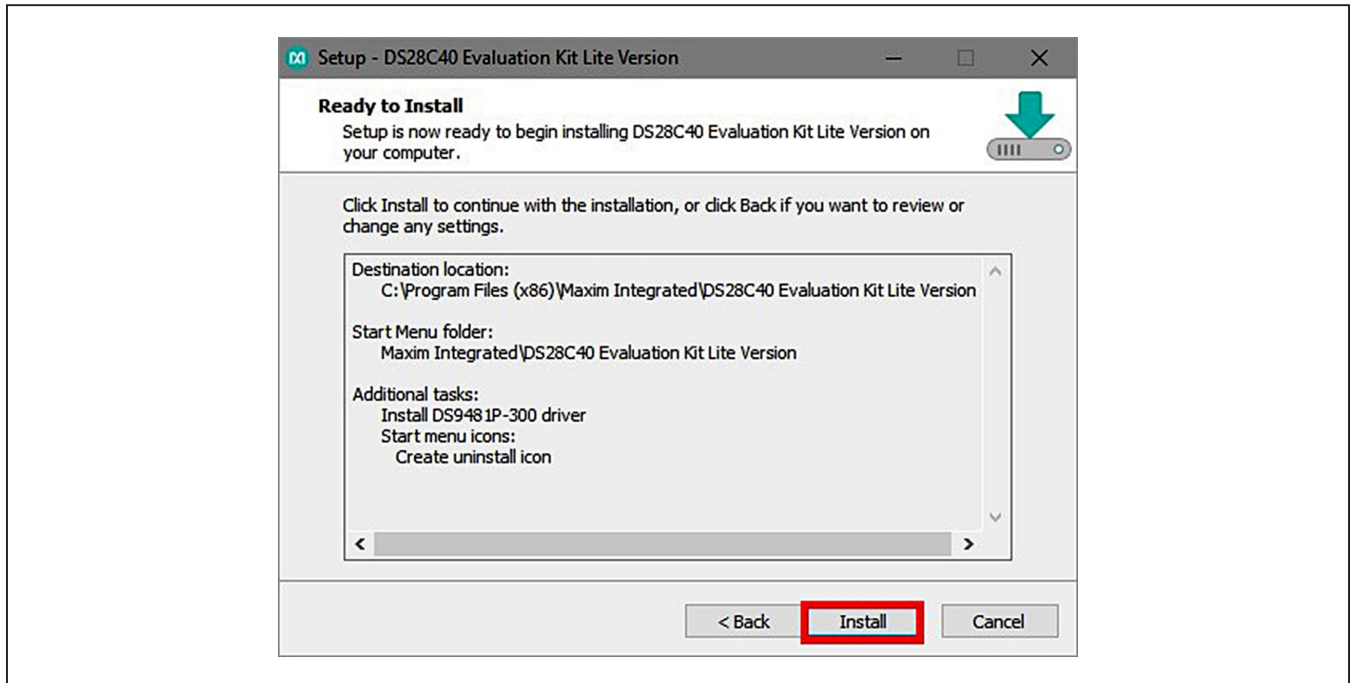 Setup - DS28C40 Evaluation Kit Lite Version
Ready to Install
Setup is now ready to begin installing DS28C40 Evaluation Kit Lite Version on
your computer.
Click Install to continue with the installation, or click Back if you want to review or
change any settings.
Destination location:
C:\Program Files (x86)\Maxim Integrated\DS28C40 Evaluation Kit Lite Version
Start Menu folder:
Maxim Integrated\DS28C40 Evaluation Kit Lite Version
Additional tasks:
Install DS9481P-300 driver
Start menu icons:
Create uninstall icon
< Back Install Cancel